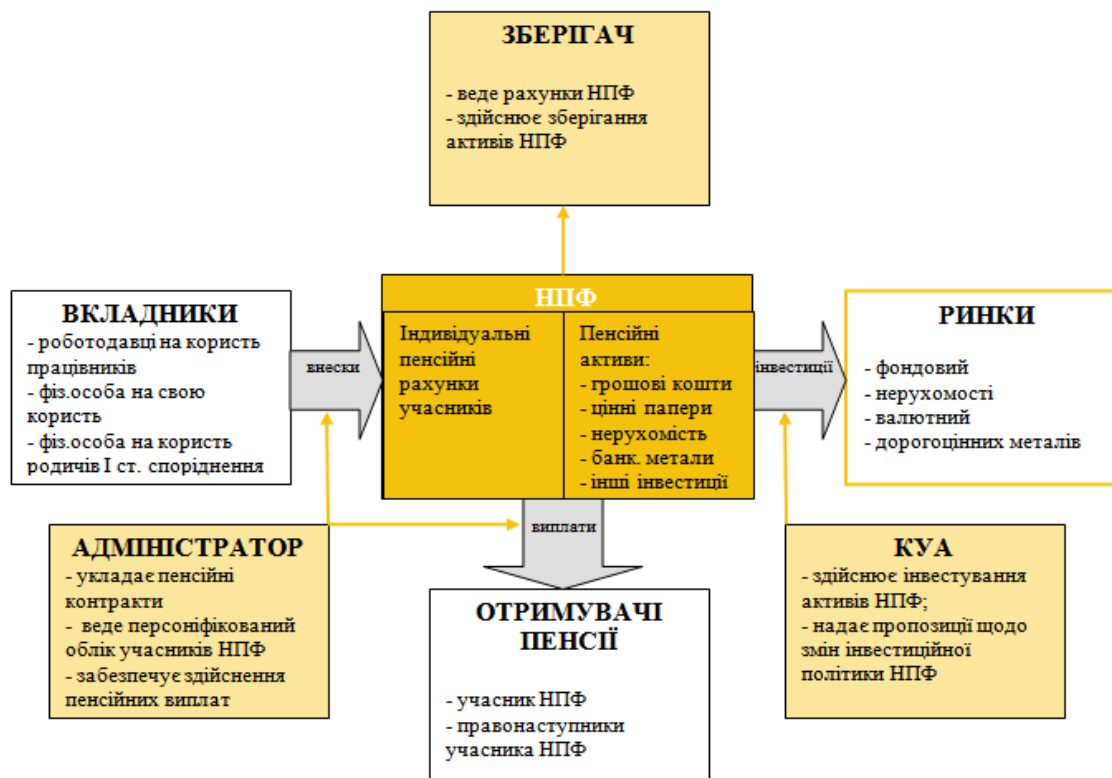 ЗБЕРІГАЧ
- веде рахунки НПФ
- здійснює зберігання
активів НПФ
ВКЛАДНИКИ
- роботодавці на користь
працівників
- фіз.особа на свою
користь
- фіз.особа на користь
родичів І ст. споріднення
внески
НПФ
Індивідуальні
пенсійні
рахунки
учасників
Пенсійні
активи:
- грошові кошти
- цінні папери
- нерухомість
- банк. метали
- інші інвестиції
інвестиції
РИНКИ
- фондовий
- нерухомості
- валютний
- дорогоцінних металів
АДМІНІСТРАТОР
- укладає пенсійні
контракти
- веде персоніфікований
облік учасників НПФ
- забезпечує здійснення
пенсійних виплат
виплати
ОТРИМУВАЧІ
ПЕНСІЇ
- учасник НПФ
- правонаступники
учасника НПФ
КУА
- здійснює інвестування
активів НПФ;
- надає пропозиції щодо
змін інвестиційної
політики НПФ